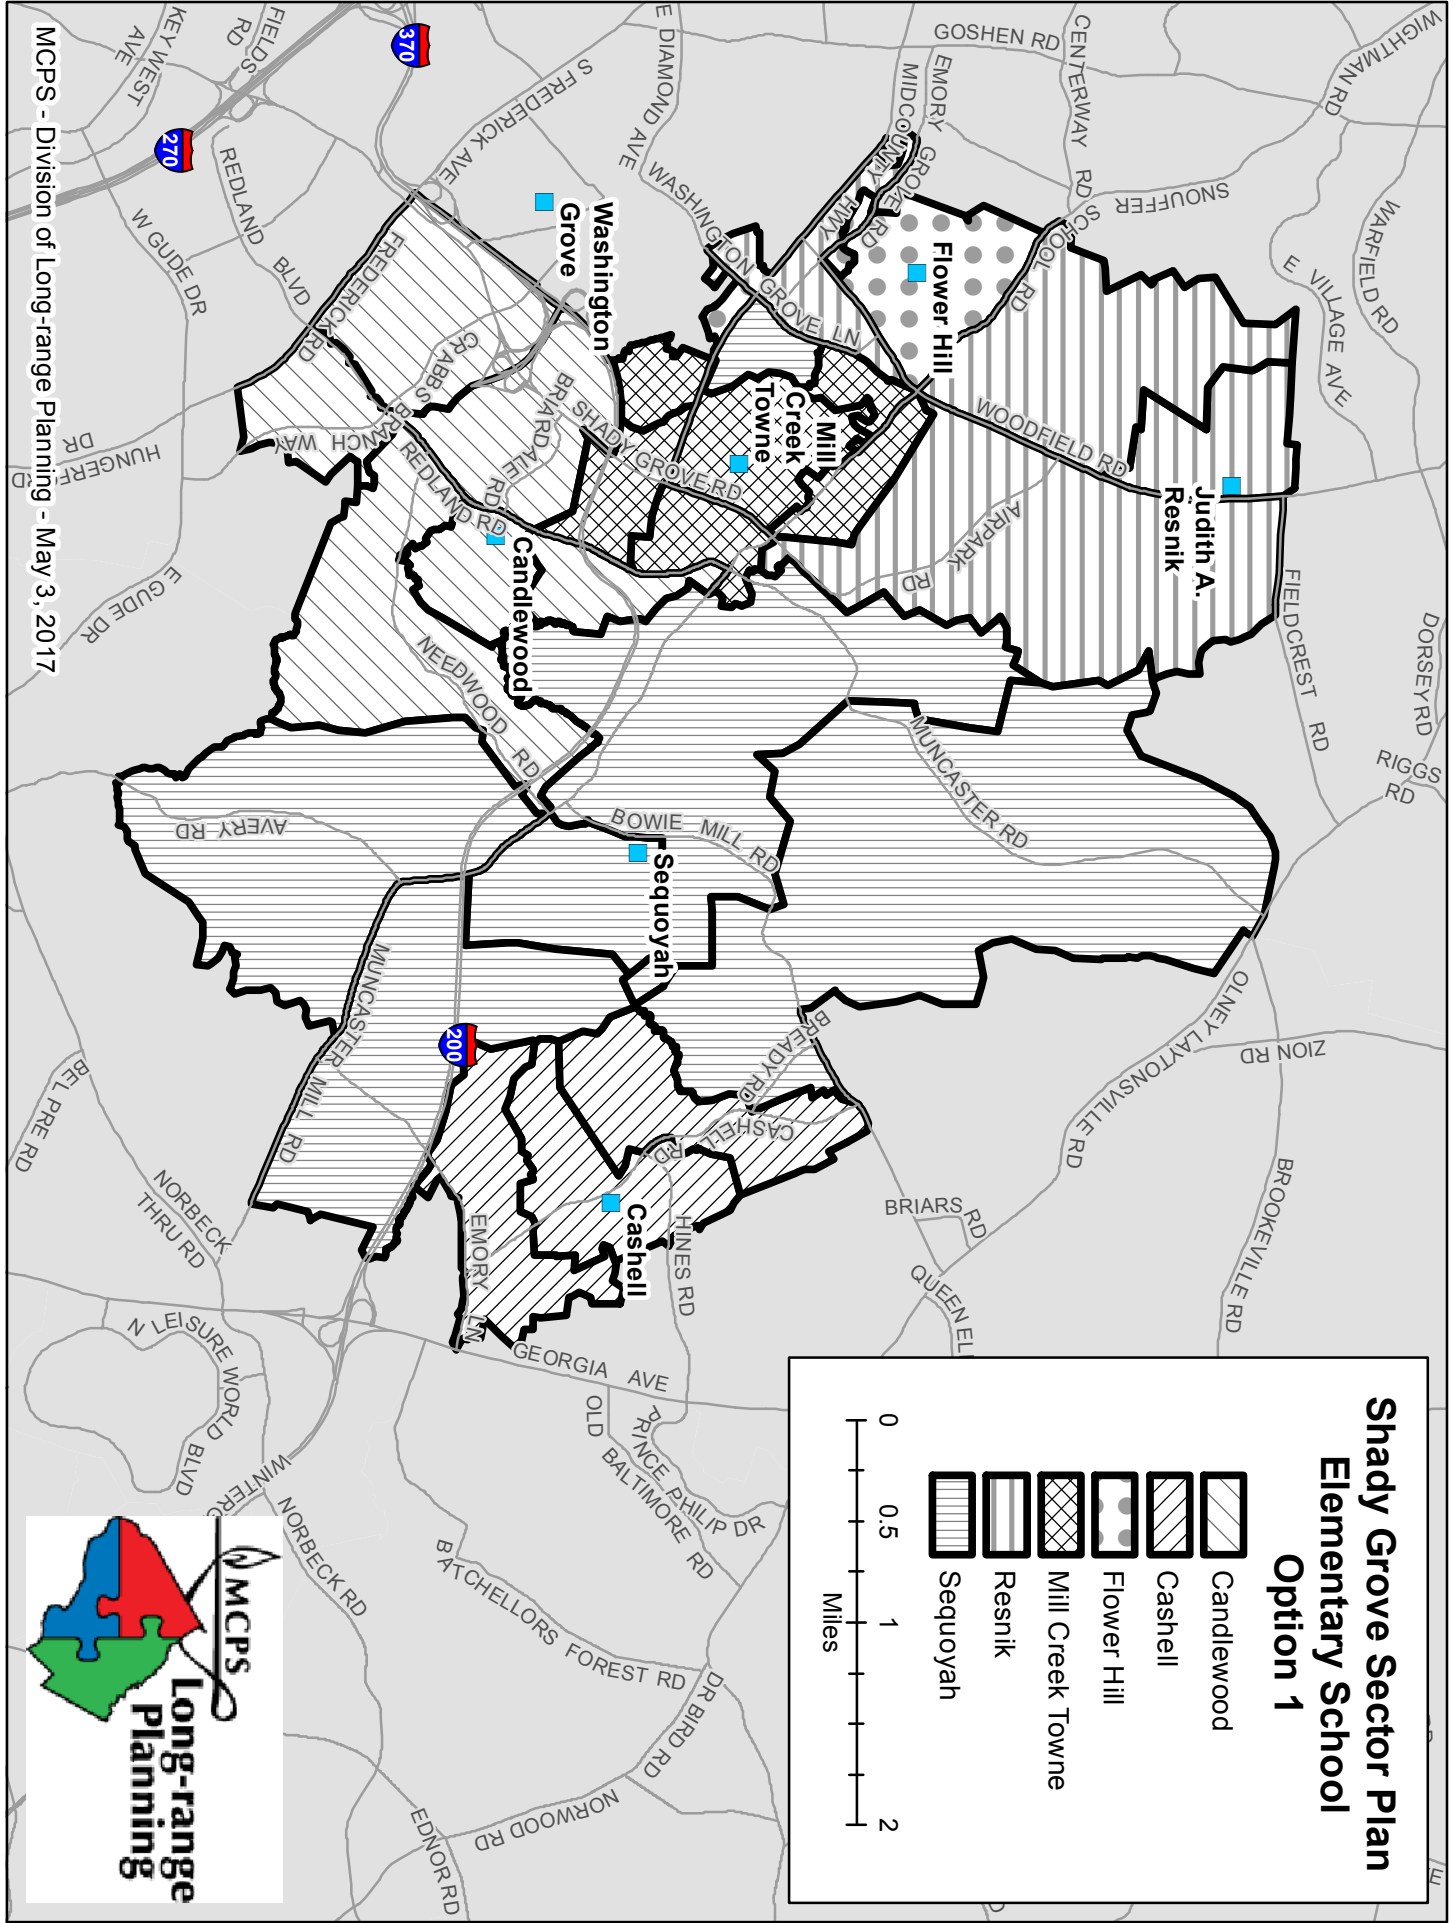 Shady Grove Sector Plan
Elementary School
Option 1
Candlewood
Cashell
Flower Hill
Mill Creek Towne
Resnik
Sequoyah
0
0.5
1
2
Miles
WIGHTMAN RD
GOSHEN RD
CENTERWAY RD
EMORY GROVE RD
MIDCOUNTY HWY
SNOUFFER SCHOOL RD
WARFIELD RD
E VILLAGE AVE
E DIAMOND AVE
WASHINGTON GROVE LN
S FREDERICK AVE
370
270
FIELDS RD
KEY WEST AVE
REDLAND BLVD
W GUDE DR
FREDERICK RD
CRABBS BRANCH WAY
BRIARDALE RD
SHADY GROVE RD
REDLAND RD
HUNGERFORD DR
E GUDE DR
NEEDWOOD RD
WOODFIELD RD
AIRPARK RD
FIELDCREST RD
DORSEY RD
RIGGS RD
MUNCASTER RD
BOWIE MILL RD
AVERY RD
MUNCASTER MILL RD
200
OLNEY LAYTONSVILLE RD
ZION RD
BREADY RD
CASHELL RD
BROOKEVILLE RD
BRIARS RD
QUEEN ELI
HINES RD
EMORY LN
GEORGIA AVE
OLD BALTIMORE RD
PRINCE PHILIP DR
BEL PRE RD
NORBECK THRU RD
N LEISURE WORLD BLVD
NORBECK RD
BATCHELLORS FOREST RD
DR BIRD RD
NORWOOD RD
EDNOR RD
Washington
Grove
Flower Hill
Mill
Creek
Towne
Judith A.
Resnik
Candlewood
Sequoyah
Cashell
MCPS - Division of Long-range Planning - May 3, 2017
MCPS
Long-range
Planning